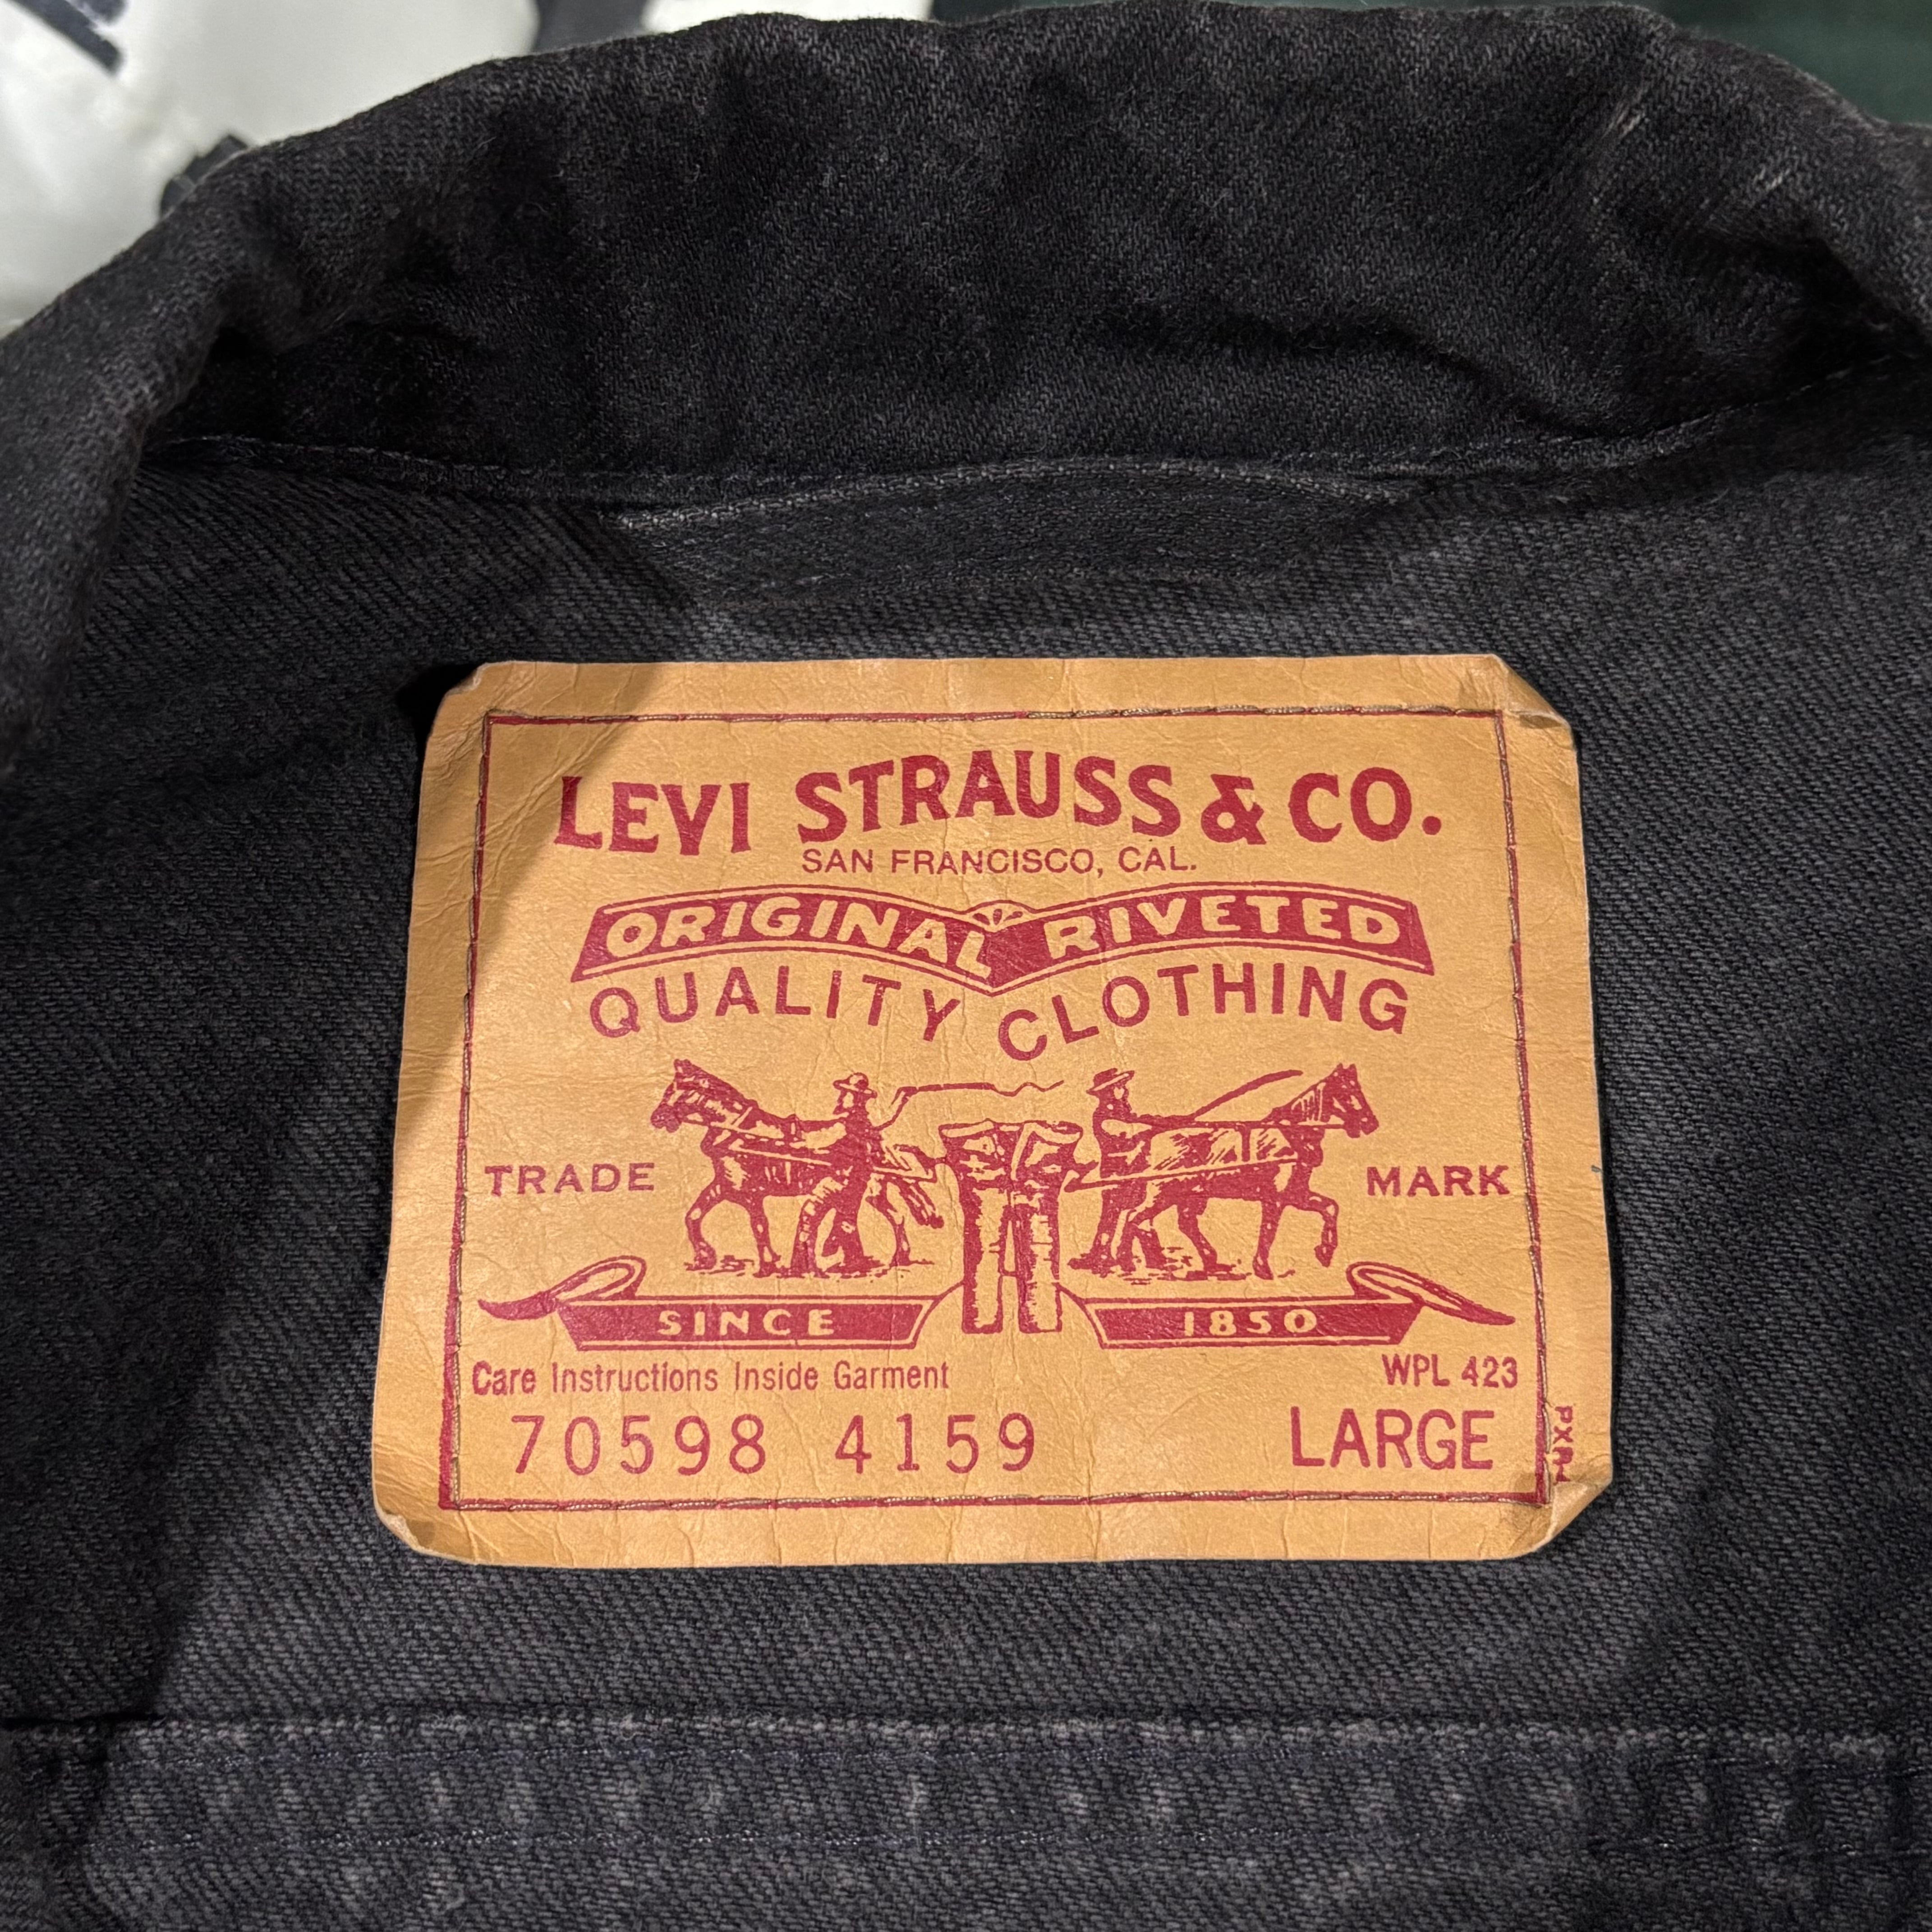 LEVI STRAUSS & CO.
SAN FRANCISCO, CAL.
ORIGINAL RIVETED
QUALITY CLOTHING
TRADE MARK
SINCE 1850
Care Instructions Inside Garment WPL 423
70598 4159 LARGE